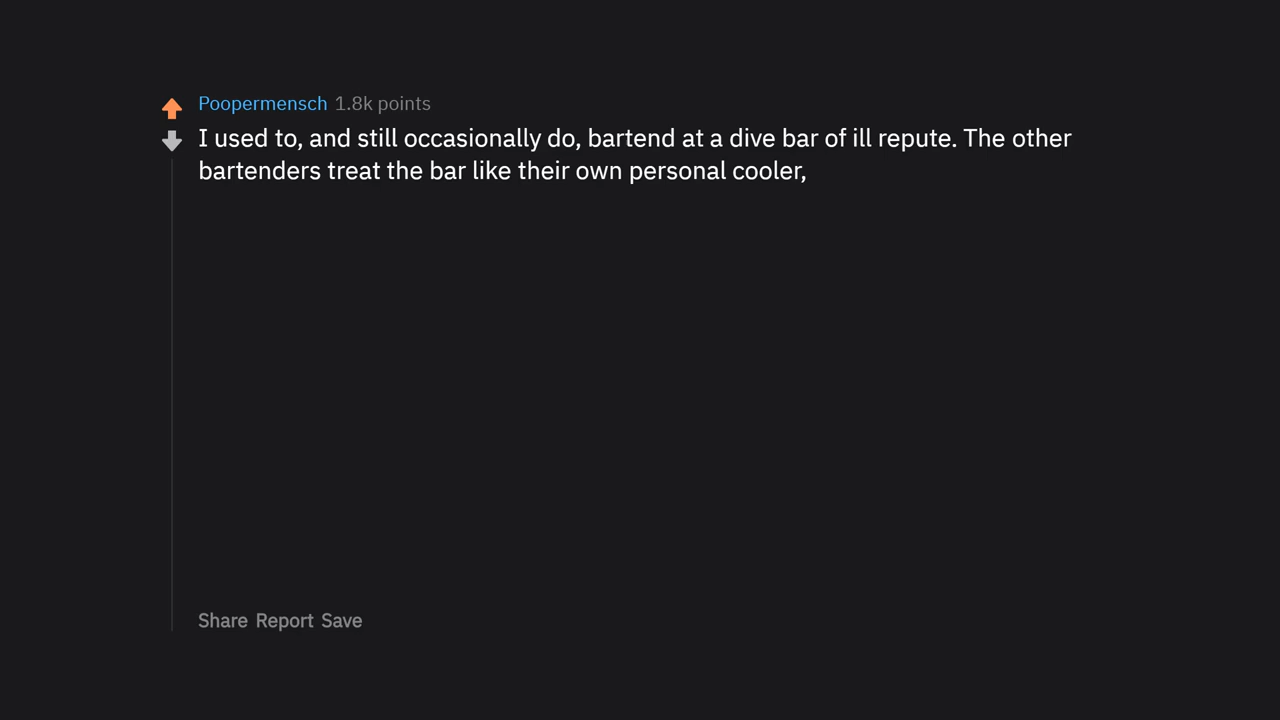 Poopermensch 1.8k points
I used to, and still occasionally do, bartend at a dive bar of ill repute. The other
bartenders treat the bar like their own personal cooler,
Share Report Save